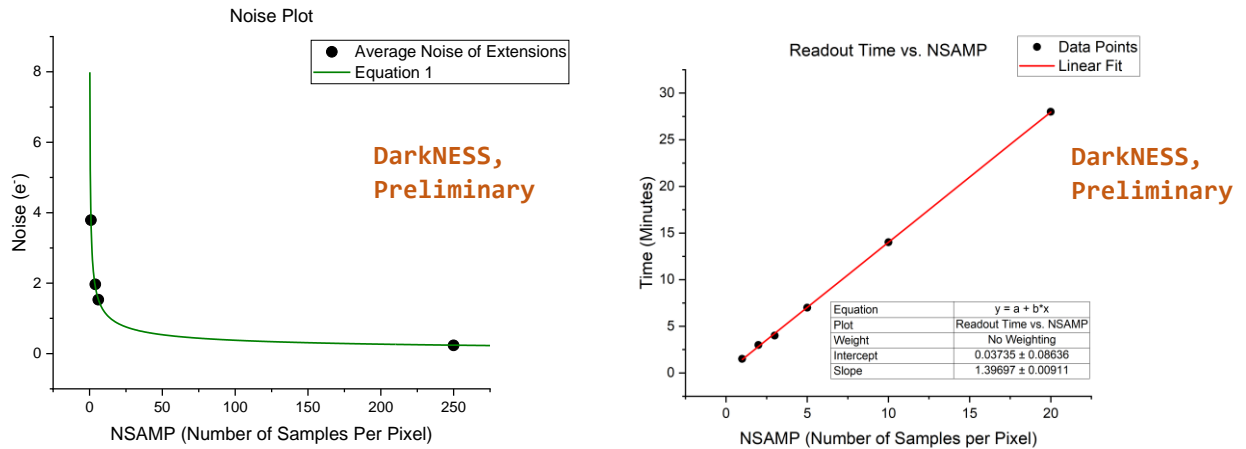 Noise Plot
Average Noise of Extensions
Equation 1
DarkNESS,
Preliminary
8
6
4
2
0
Noise (e-)
0 50 100 150 200 250
NSAMP (Number of Samples Per Pixel)
Readout Time vs. NSAMP
Data Points
Linear Fit
DarkNESS,
Preliminary
30
25
20
15
10
5
0
Time (Minutes)
Equation y = a + b*x
Plot Readout Time vs. NSAMP
Weight No Weighting
Intercept 0.03735 ± 0.08636
Slope 1.39697 ± 0.00911
0 5 10 15 20
NSAMP (Number of Samples per Pixel)